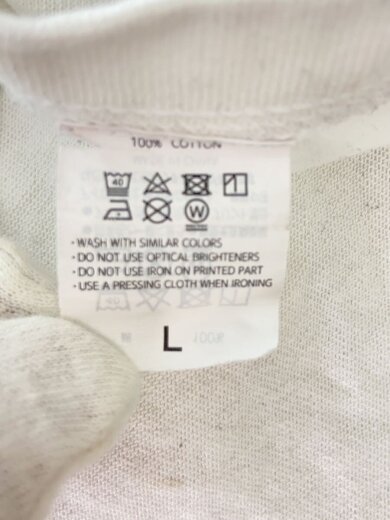 100% COTTON
40
W
· WASH WITH SIMILAR COLORS
· DO NOT USE OPTICAL BRIGHTENERS
· DO NOT USE IRON ON PRINTED PART
· USE A PRESSING CLOTH WHEN IRONING
L